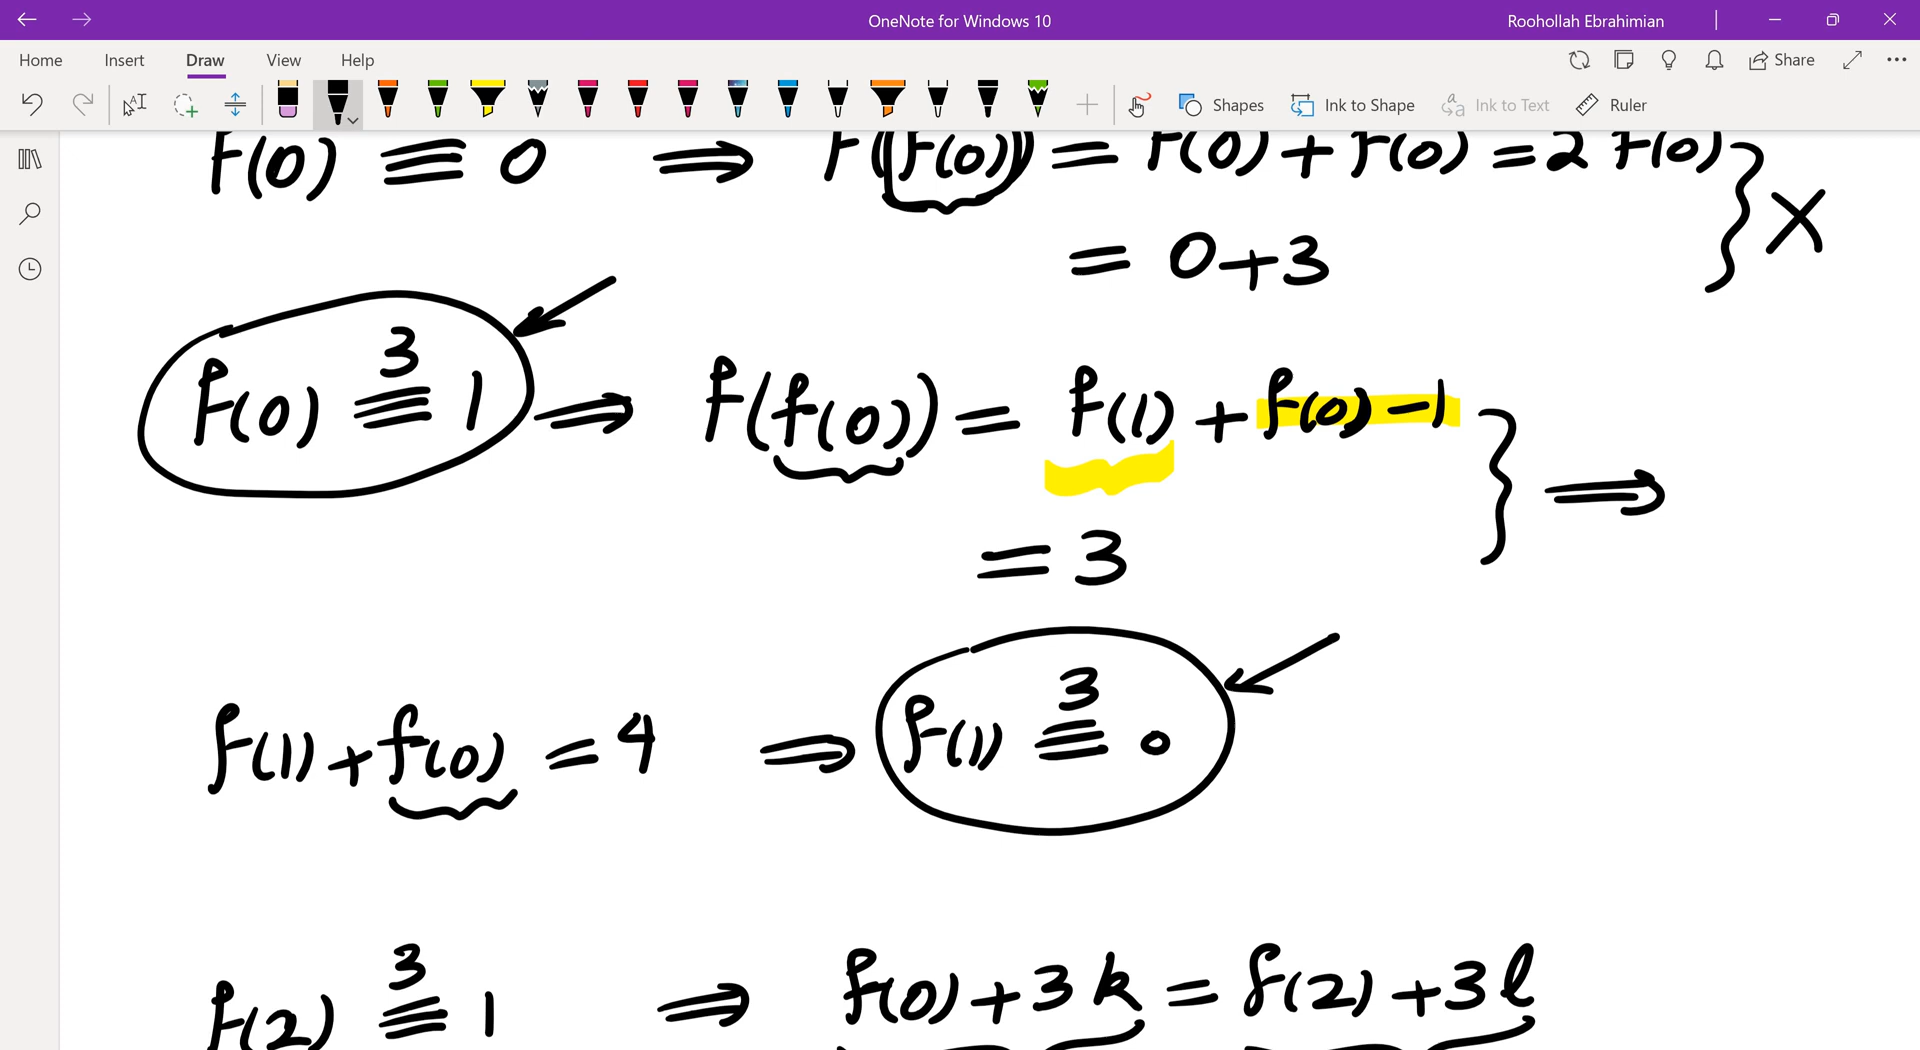 OneNote for Windows 10
Roohollah Ebrahimian
Home Insert Draw View Help
Share
Shapes Ink to Shape Ink to Text Ruler
f(0) ≡ 0 ⟹ f(f(0)) = f(0) + f(0) = 2 f(0) } X
= 0+3
f(0) ≡³ 1 ⟹ f(f(0)) = f(1) + f(0) - 1 } ⟹
= 3
f(1) + f(0) = 4 ⟹ f(1) ≡³ 0
f(2) ≡³ 1 ⟹ f(0) + 3k = f(2) + 3l